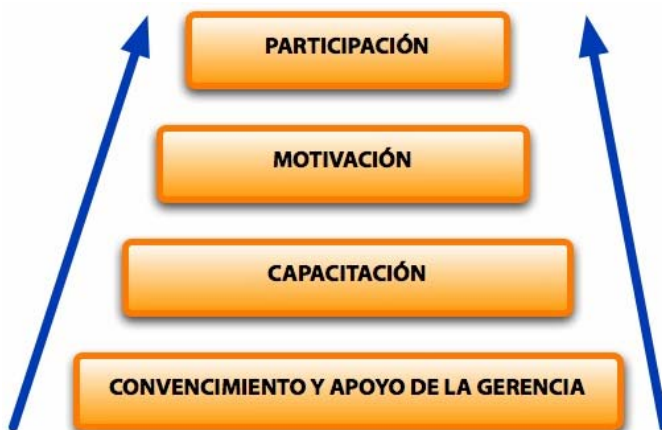 PARTICIPACIÓN
MOTIVACIÓN
CAPACITACIÓN
CONVENCIMIENTO Y APOYO DE LA GERENCIA